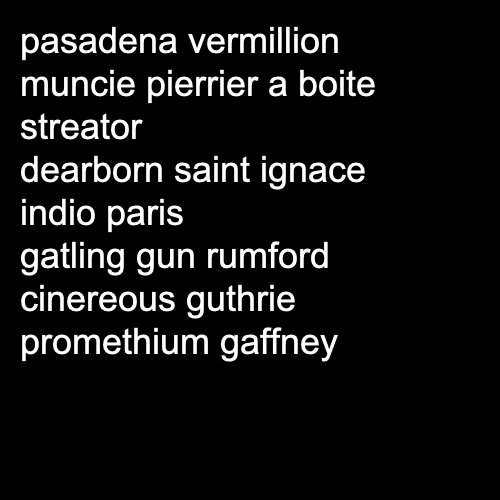 pasadena vermillion
muncie pierrier a boite
streator
dearborn saint ignace
indio paris
gatling gun rumford
cinereous guthrie
promethium gaffney